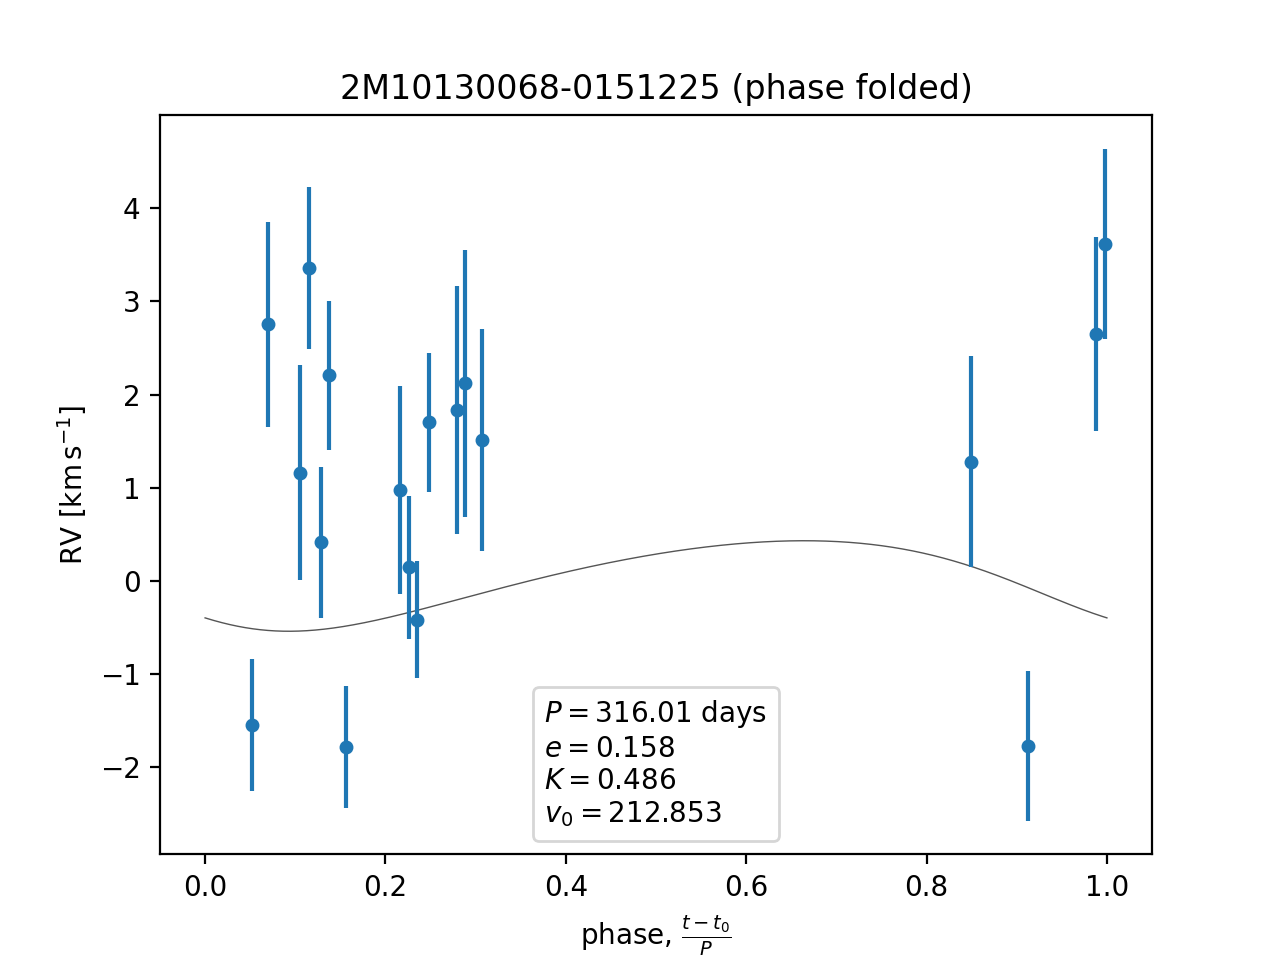 2M10130068-0151225 (phase folded)
4
3
2
1
0
−1
−2
RV [km s⁻¹]
P = 316.01 days
e = 0.158
K = 0.486
v₀ = 212.853
0.0 0.2 0.4 0.6 0.8 1.0
phase, (t − t₀)/P